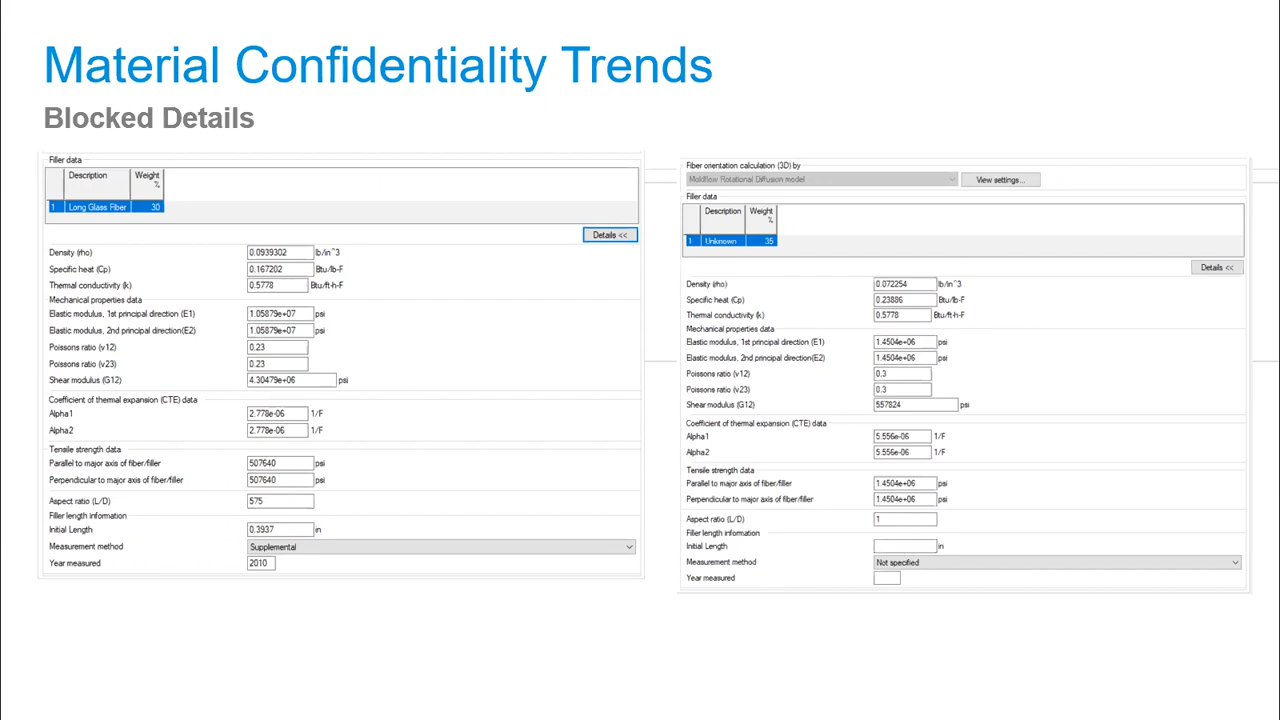 Material Confidentiality Trends
Blocked Details
Filler data
Description Weight %
1 Long Glass Fiber 30
Details <<
Density (rho) 0.0939302 lb/in^3
Specific heat (Cp) 0.167202 Btu/lb-F
Thermal conductivity (k) 0.5778 Btu/ft-h-F
Mechanical properties data
Elastic modulus, 1st principal direction (E1) 1.05879e+07 psi
Elastic modulus, 2nd principal direction(E2) 1.05879e+07 psi
Poissons ratio (v12) 0.23
Poissons ratio (v23) 0.23
Shear modulus (G12) 4.30479e+06 psi
Coefficient of thermal expansion (CTE) data
Alpha1 2.778e-06 1/F
Alpha2 2.778e-06 1/F
Tensile strength data
Parallel to major axis of fiber/filler 507640 psi
Perpendicular to major axis of fiber/filler 507640 psi
Aspect ratio (L/D) 575
Filler length information
Initial Length 0.3937 in
Measurement method Supplemental
Year measured 2010
Fiber orientation calculation (3D) by
Moldflow Rotational Diffusion model View settings...
Filler data
Description Weight %
1 Unknown 35
Details <<
Density (rho) 0.072254 lb/in^3
Specific heat (Cp) 0.23886 Btu/lb-F
Thermal conductivity (k) 0.5778 Btu/ft-h-F
Mechanical properties data
Elastic modulus, 1st principal direction (E1) 1.4504e+06 psi
Elastic modulus, 2nd principal direction(E2) 1.4504e+06 psi
Poissons ratio (v12) 0.3
Poissons ratio (v23) 0.3
Shear modulus (G12) 557824 psi
Coefficient of thermal expansion (CTE) data
Alpha1 5.556e-06 1/F
Alpha2 5.556e-06 1/F
Tensile strength data
Parallel to major axis of fiber/filler 1.4504e+06 psi
Perpendicular to major axis of fiber/filler 1.4504e+06 psi
Aspect ratio (L/D) 1
Filler length information
Initial Length in
Measurement method Not specified
Year measured